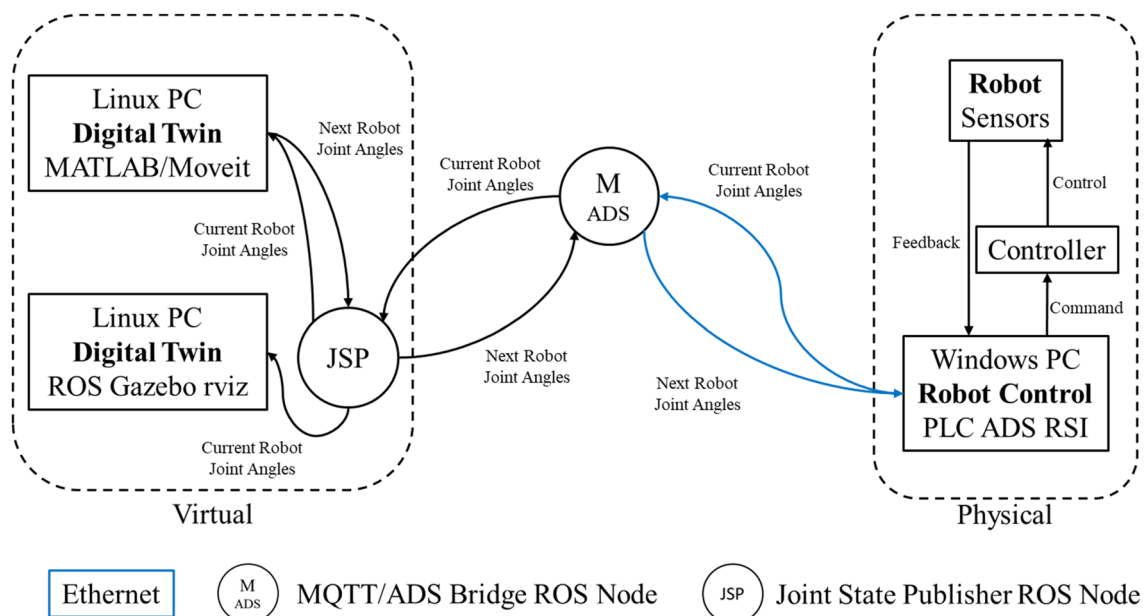 Linux PC
Digital Twin
MATLAB/Moveit
Next Robot
Joint Angles
Current Robot
Joint Angles
Linux PC
Digital Twin
ROS Gazebo rviz
JSP
Current Robot
Joint Angles
Virtual
Current Robot
Joint Angles
M
ADS
Next Robot
Joint Angles
Current Robot
Joint Angles
Next Robot
Joint Angles
Robot
Sensors
Control
Feedback
Controller
Command
Windows PC
Robot Control
PLC ADS RSI
Physical
Ethernet
M
ADS
MQTT/ADS Bridge ROS Node
JSP
Joint State Publisher ROS Node